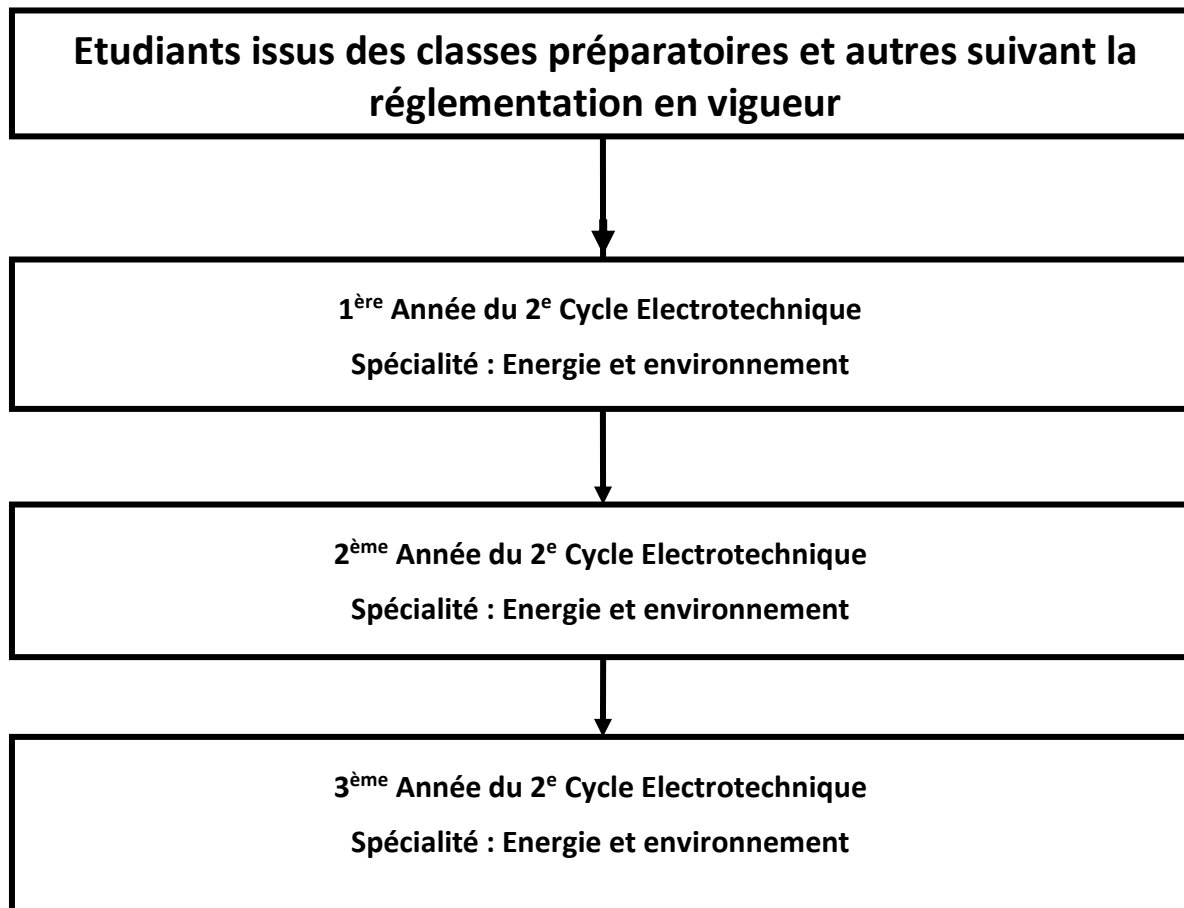 Etudiants issus des classes préparatoires et autres suivant la
réglementation en vigueur
1ère Année du 2e Cycle Electrotechnique
Spécialité : Energie et environnement
2ème Année du 2e Cycle Electrotechnique
Spécialité : Energie et environnement
3ème Année du 2e Cycle Electrotechnique
Spécialité : Energie et environnement